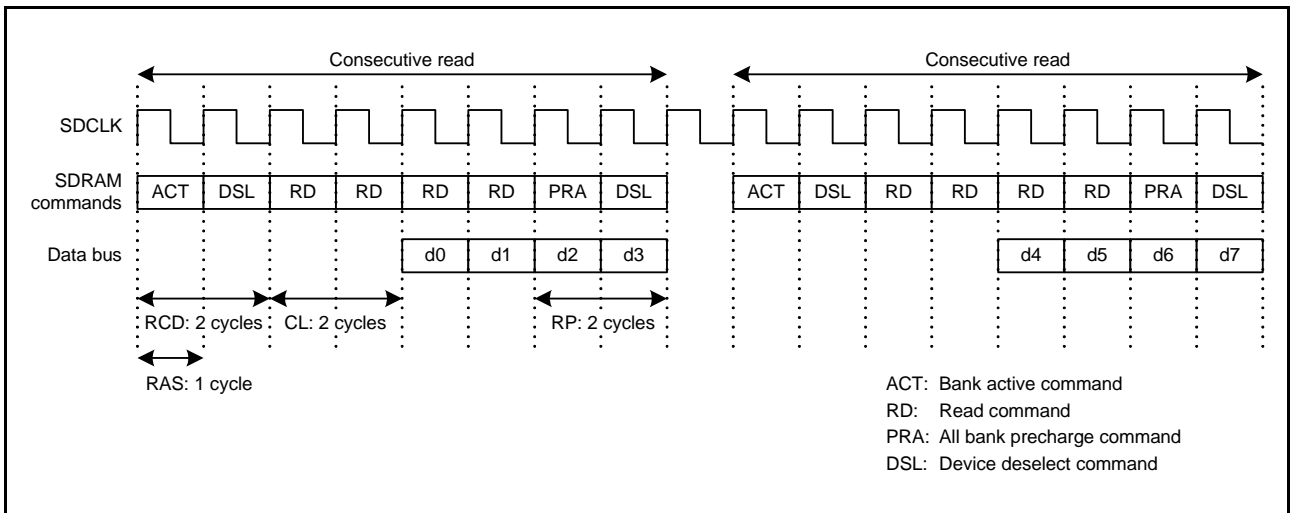 Consecutive read Consecutive read
SDCLK
SDRAM
commands
ACT DSL RD RD RD RD PRA DSL ACT DSL RD RD RD RD PRA DSL
Data bus d0 d1 d2 d3 d4 d5 d6 d7
RCD: 2 cycles CL: 2 cycles RP: 2 cycles
RAS: 1 cycle
ACT: Bank active command
RD: Read command
PRA: All bank precharge command
DSL: Device deselect command